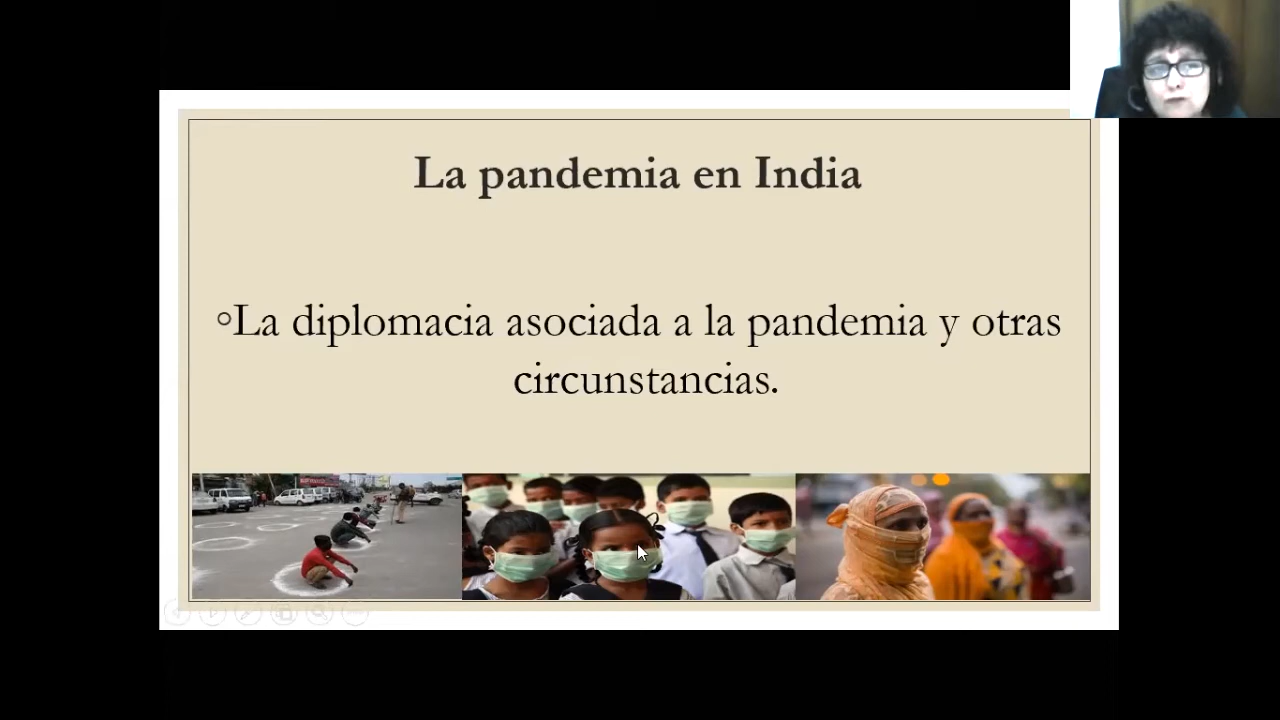 La pandemia en India
◦La diplomacia asociada a la pandemia y otras
circunstancias.